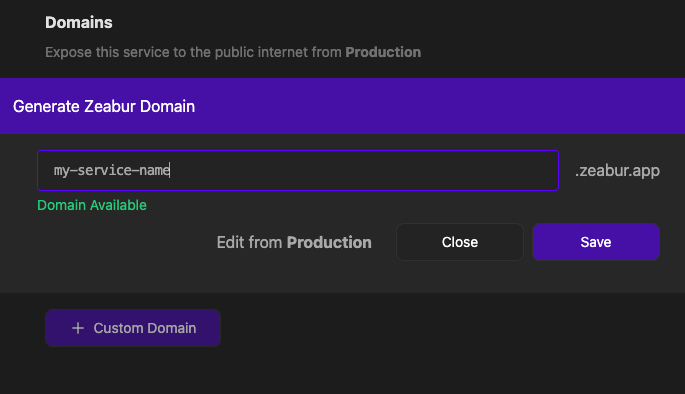 Domains
Expose this service to the public internet from Production
Generate Zeabur Domain
my-service-name
.zeabur.app
Domain Available
Edit from Production
Close
Save
+ Custom Domain